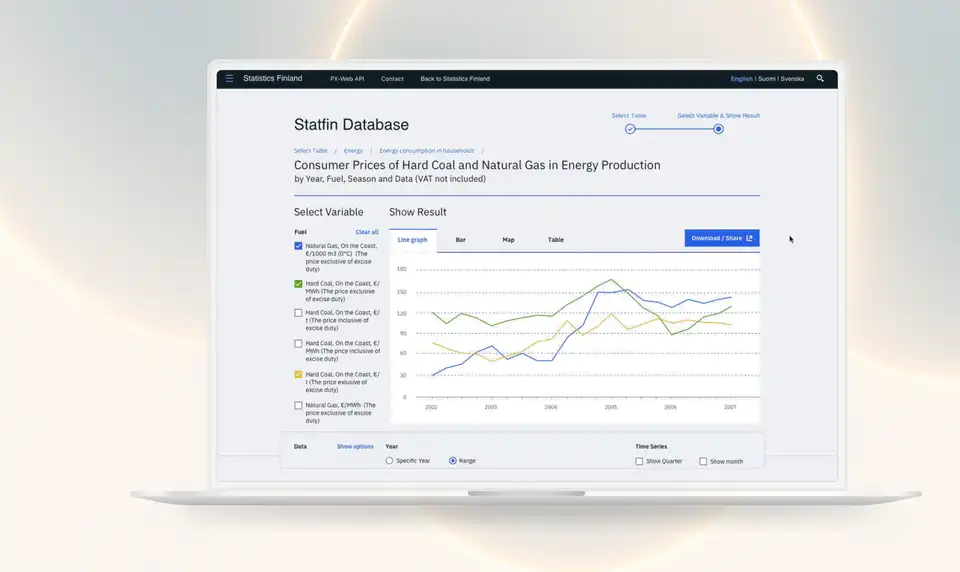 Statistics Finland PX-Web API Contact Back to Statistics Finland English | Suomi | Svenska
Statfin Database
Select Table Select Variable & Show Result
Select Table / Energy / Energy consumption in households /
Consumer Prices of Hard Coal and Natural Gas in Energy Production
by Year, Fuel, Season and Data (VAT not included)
Select Variable
Fuel Clear all
Natural Gas, On the Coast,
€/1000 m3 (0°C) (The
price exclusive of excise
duty)
Hard Coal, On the Coast, €/
MWh (The price exclusive
of excise duty)
Hard Coal, On the Coast, €/
t (The price inclusive of
excise duty)
Hard Coal, On the Coast, €/
MWh (The price inclusive of
excise duty)
Hard Coal, On the Coast, €/
t (The price exlusive of
excise duty)
Natural Gas, €/MWh (The
price exclusive of excise
duty)
Show Result
Line graph Bar Map Table Download / Share
180
150
120
90
60
30
0
2002 2003 2004 2005 2006 2007
Data Show options Year Time Series
Specific Year Range Show Quarter Show month